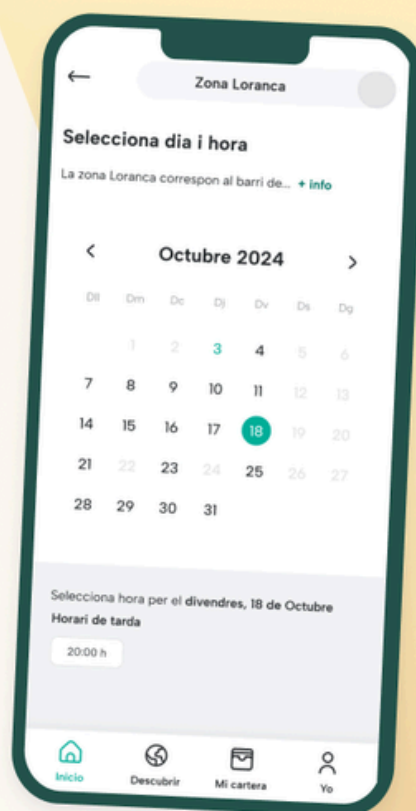 Zona Loranca
Selecciona dia i hora
La zona Loranca correspon al barri de... + info
Octubre 2024
Dll Dm Dc Dj Dv Ds Dg
1 2 3 4 5 6
7 8 9 10 11 12 13
14 15 16 17 18 19 20
21 22 23 24 25 26 27
28 29 30 31
Selecciona hora per el divendres, 18 de Octubre
Horari de tarda
20:00 h
Inicio Descubrir Mi cartera Yo